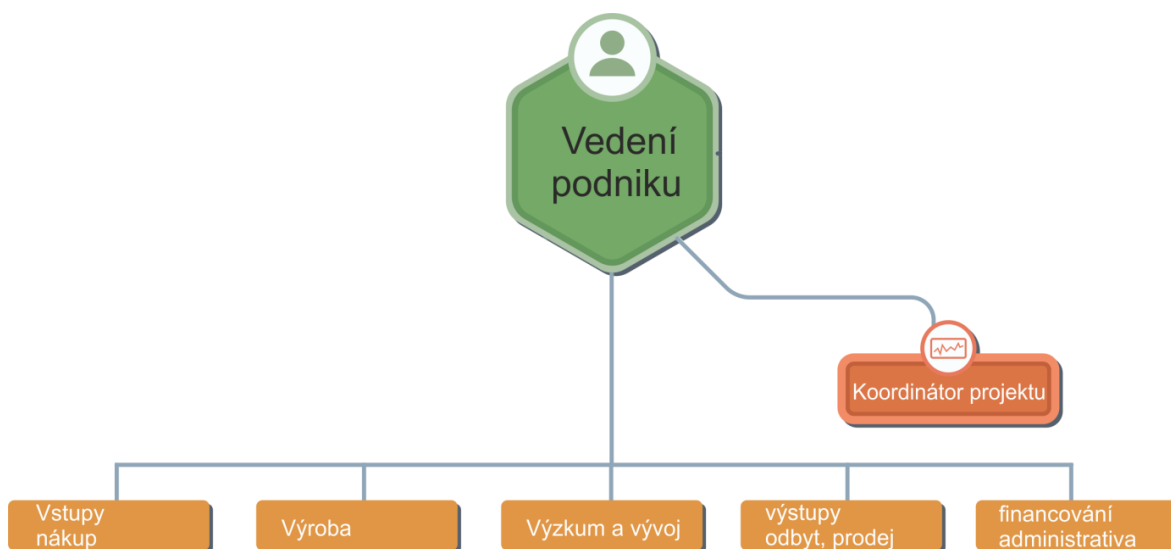 Vedení
podniku
Koordinátor projektu
Vstupy
nákup
Výroba
Výzkum a vývoj
výstupy
odbyt, prodej
financování
administrativa